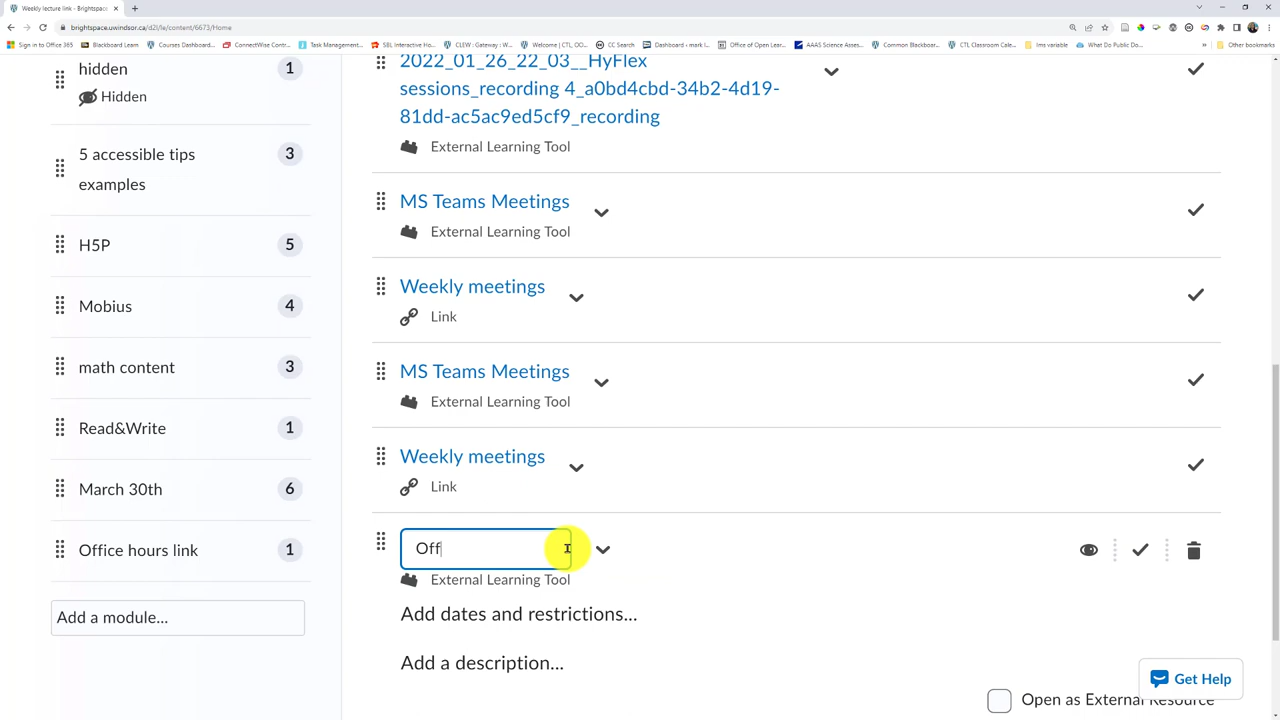 Weekly lecture link
brightspace.uwindsor.ca/d2l/le/content/6673/Home
Sign in to Office 365
Blackboard Learn
Courses Dashboard...
ConnectWise Contr...
Task Management...
SBL Interactive Ho...
CLEW : Gateway : W...
Welcome | CTL, OO...
CC Search
Dashboard ‹ mark l...
Office of Open Lear...
AAAS Science Asses...
Common Blackboar...
CTL Classroom Cale...
lms variable
What Do Public Do...
Other bookmarks
hidden
1
Hidden
5 accessible tips
examples
3
H5P
5
Mobius
4
math content
3
Read&Write
1
March 30th
6
Office hours link
1
Add a module...
2022_01_26_22_03__HyFlex
sessions_recording 4_a0bd4cbd-34b2-4d19-
81dd-ac5ac9ed5cf9_recording
External Learning Tool
MS Teams Meetings
External Learning Tool
Weekly meetings
Link
MS Teams Meetings
External Learning Tool
Weekly meetings
Link
Off
External Learning Tool
Add dates and restrictions...
Add a description...
Get Help
Open as External Resource